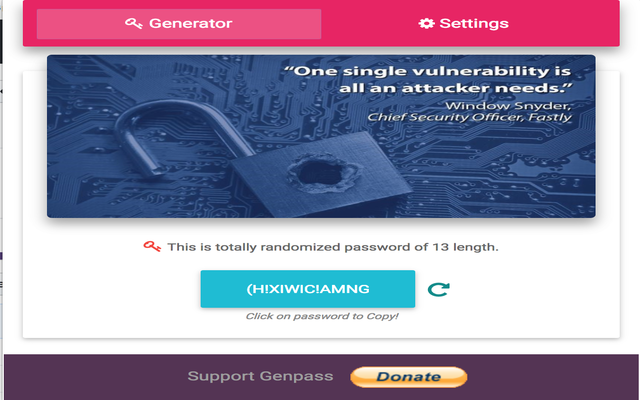 Generator
Settings
“One single vulnerability is
all an attacker needs.”
Window Snyder,
Chief Security Officer, Fastly
This is totally randomized password of 13 length.
(H!XIWIC!AMNG
Click on password to Copy!
Support Genpass
Donate